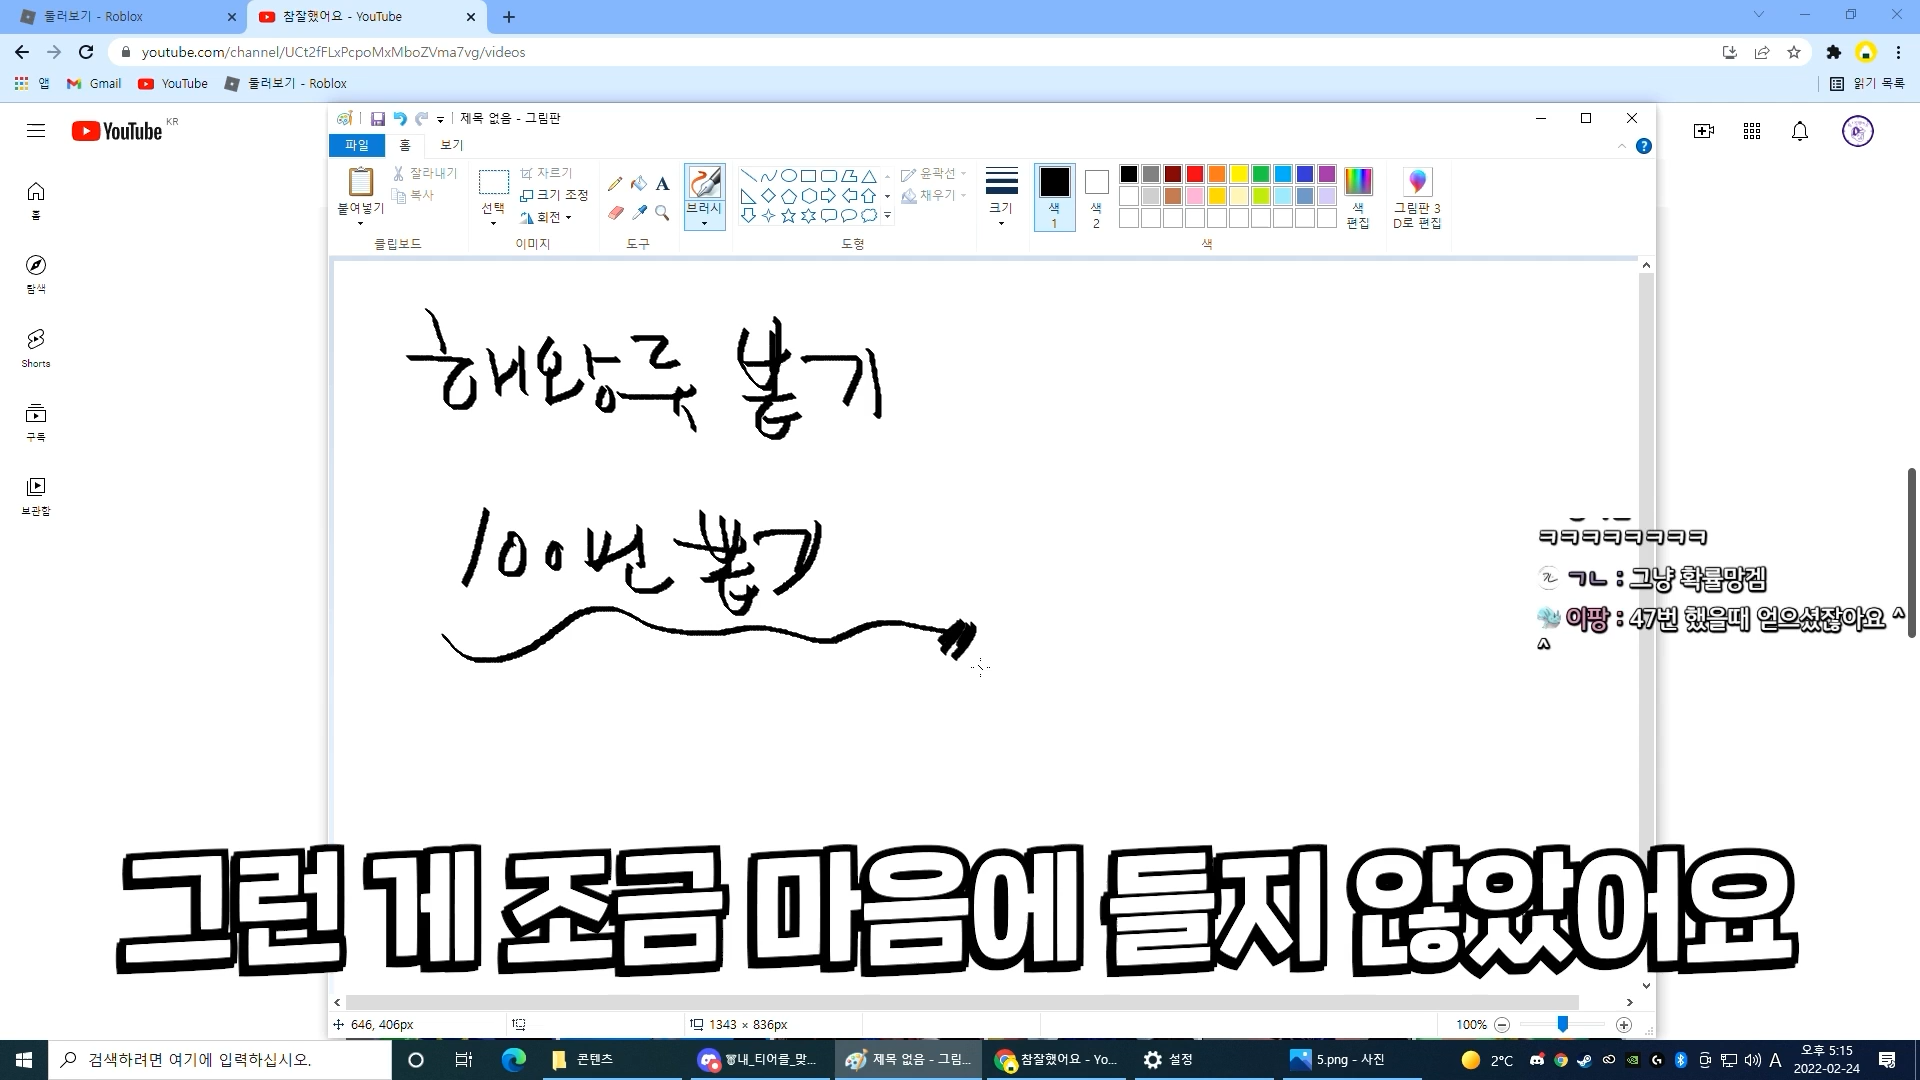 둘러보기 - Roblox
참잘했어요 - YouTube
youtube.com/channel/UCt2fFLxPcpoMxMboZVma7vg/videos
앱
Gmail
YouTube
둘러보기 - Roblox
읽기 목록
YouTube KR
홈
탐색
Shorts
구독
보관함
제목 없음 - 그림판
파일
홈
보기
붙여넣기
잘라내기
복사
클립보드
선택
자르기
크기 조정
회전
이미지
A
도구
브러시
윤곽선
채우기
도형
크기
색 1
색 2
색
색 편집
그림판 3D로 편집
해왕류 뽑기
100번 뽑기
ㅋㅋㅋㅋㅋㅋㅋㅋ
ㄱㄴ : 그냥 확률망겜
이팡 : 47번 했을때 얻으셨잖아요 ^
^
그런 게 조금 마음에 들지 않았어요
646, 406px
1343 × 836px
100%
검색하려면 여기에 입력하십시오.
콘텐츠
내_티어를_맞...
제목 없음 - 그림...
참잘했어요 - Yo...
설정
5.png - 사진
2°C
A
오후 5:15
2022-02-24